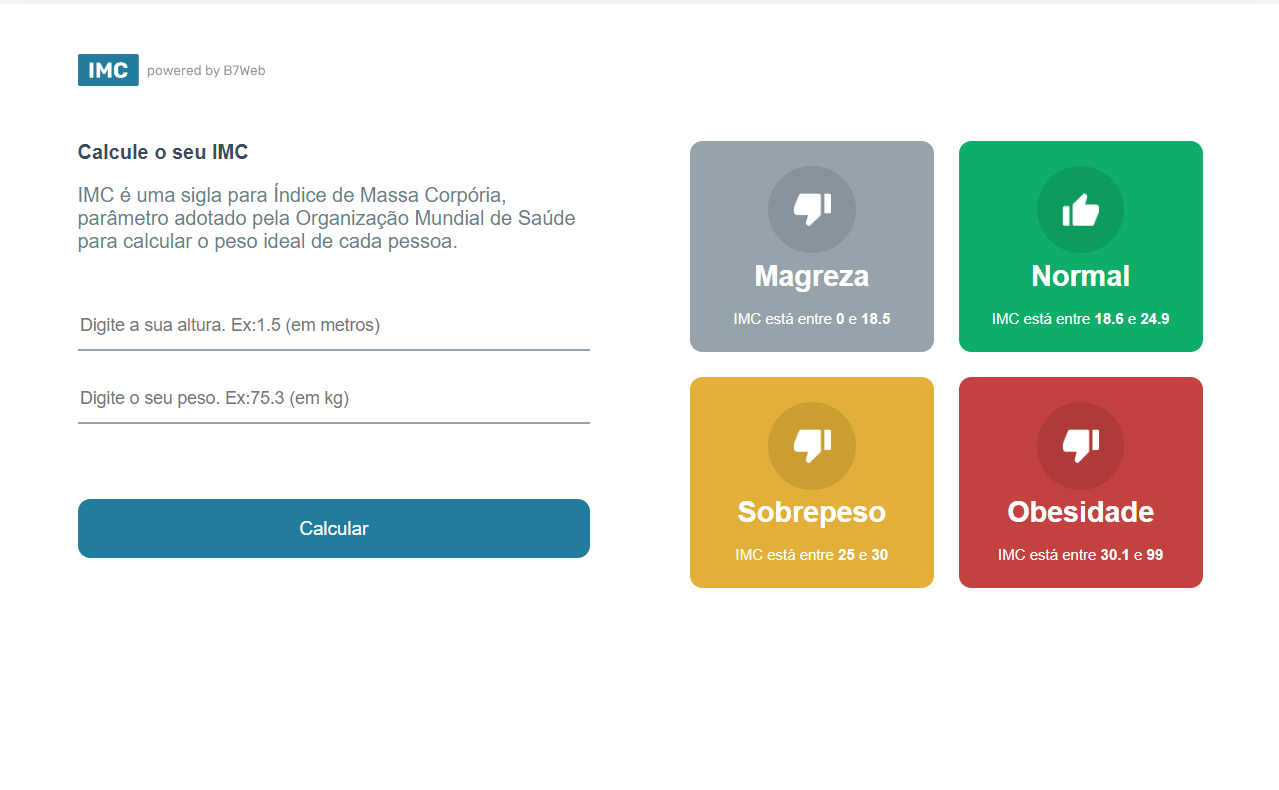 IMC powered by B7Web
Calcule o seu IMC
IMC é uma sigla para Índice de Massa Corpória,
parâmetro adotado pela Organização Mundial de Saúde
para calcular o peso ideal de cada pessoa.
Digite a sua altura. Ex:1.5 (em metros)
Digite o seu peso. Ex:75.3 (em kg)
Calcular
Magreza
IMC está entre 0 e 18.5
Normal
IMC está entre 18.6 e 24.9
Sobrepeso
IMC está entre 25 e 30
Obesidade
IMC está entre 30.1 e 99